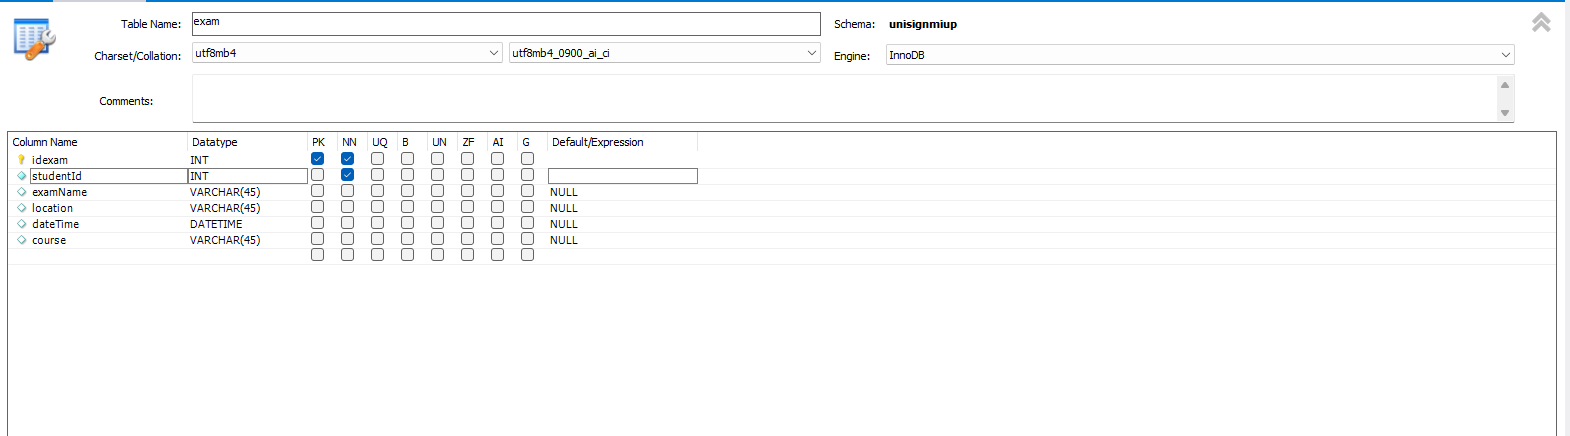 Table Name: exam Schema: unisignmiup
Charset/Collation: utf8mb4 utf8mb4_0900_ai_ci Engine: InnoDB
Comments:
Column Name Datatype PK NN UQ B UN ZF AI G Default/Expression
idexam INT
studentId INT
examName VARCHAR(45) NULL
location VARCHAR(45) NULL
dateTime DATETIME NULL
course VARCHAR(45) NULL